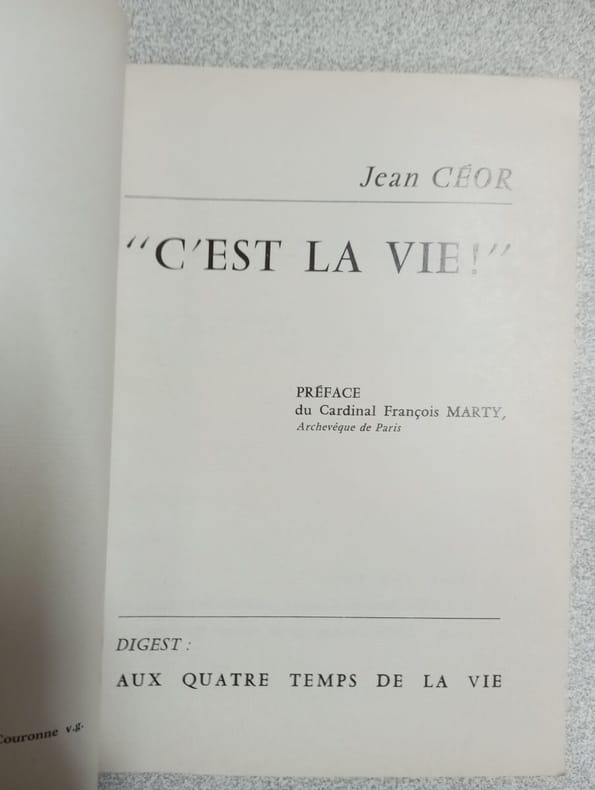 Jean CÉOR
“C’EST LA VIE!”
PRÉFACE
du Cardinal François MARTY,
Archevéque de Paris
DIGEST :
AUX QUATRE TEMPS DE LA VIE
Couronne v.g.